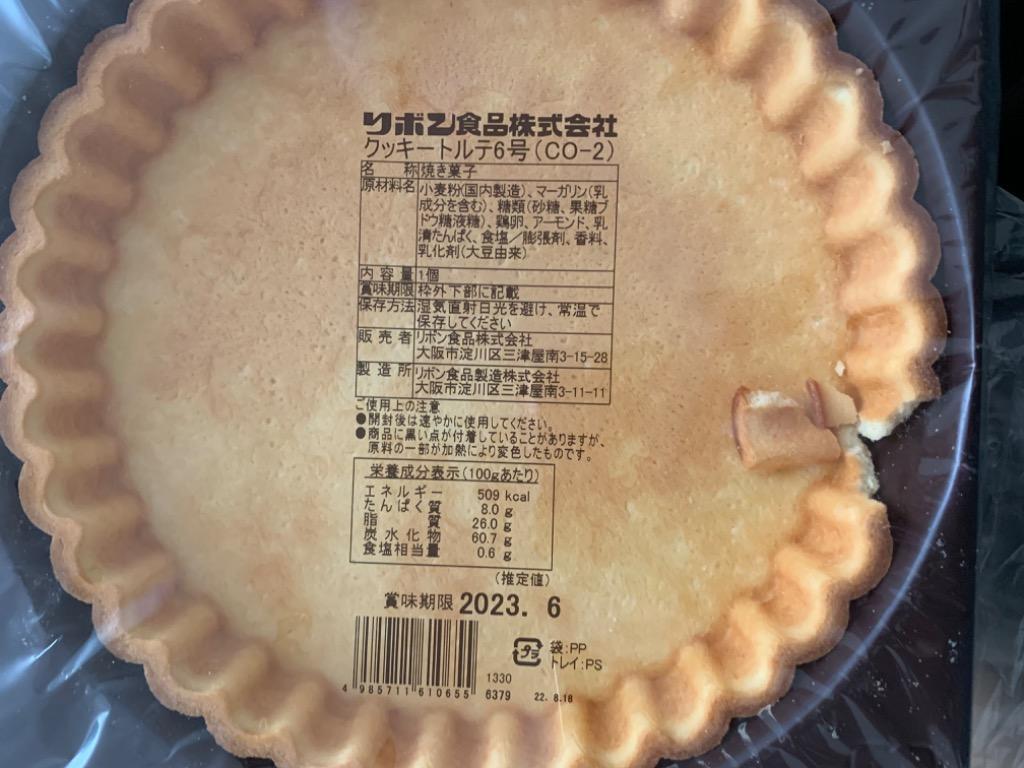 リボン食品株式会社
クッキートルテ6号(CO-2)
名 称 焼き菓子
原材料名 小麦粉(国内製造)、マーガリン(乳
成分を含む)、糖類(砂糖、果糖ブ
ドウ糖液糖)、鶏卵、アーモンド、乳
清たんぱく、食塩/膨張剤、香料、
乳化剤(大豆由来)
内容量 1個
賞味期限 枠外下部に記載
保存方法 湿気直射日光を避け、常温で
保存してください
販売者 リボン食品株式会社
大阪市淀川区三津屋南3-15-28
製造所 リボン食品製造株式会社
大阪市淀川区三津屋南3-11-11
ご使用上の注意
●開封後は速やかに使用してください。
●商品に黒い点が付着していることがありますが、
原料の一部が加熱により変色したものです。
栄養成分表示(100gあたり)
エネルギー 509 kcal
たんぱく質 8.0 g
脂質 26.0 g
炭水化物 60.7 g
食塩相当量 0.6 g
(推定値)
賞味期限 2023. 6
プラ 袋:PP
トレイ:PS
1330
4 985711 610655 6379 22. 8.18